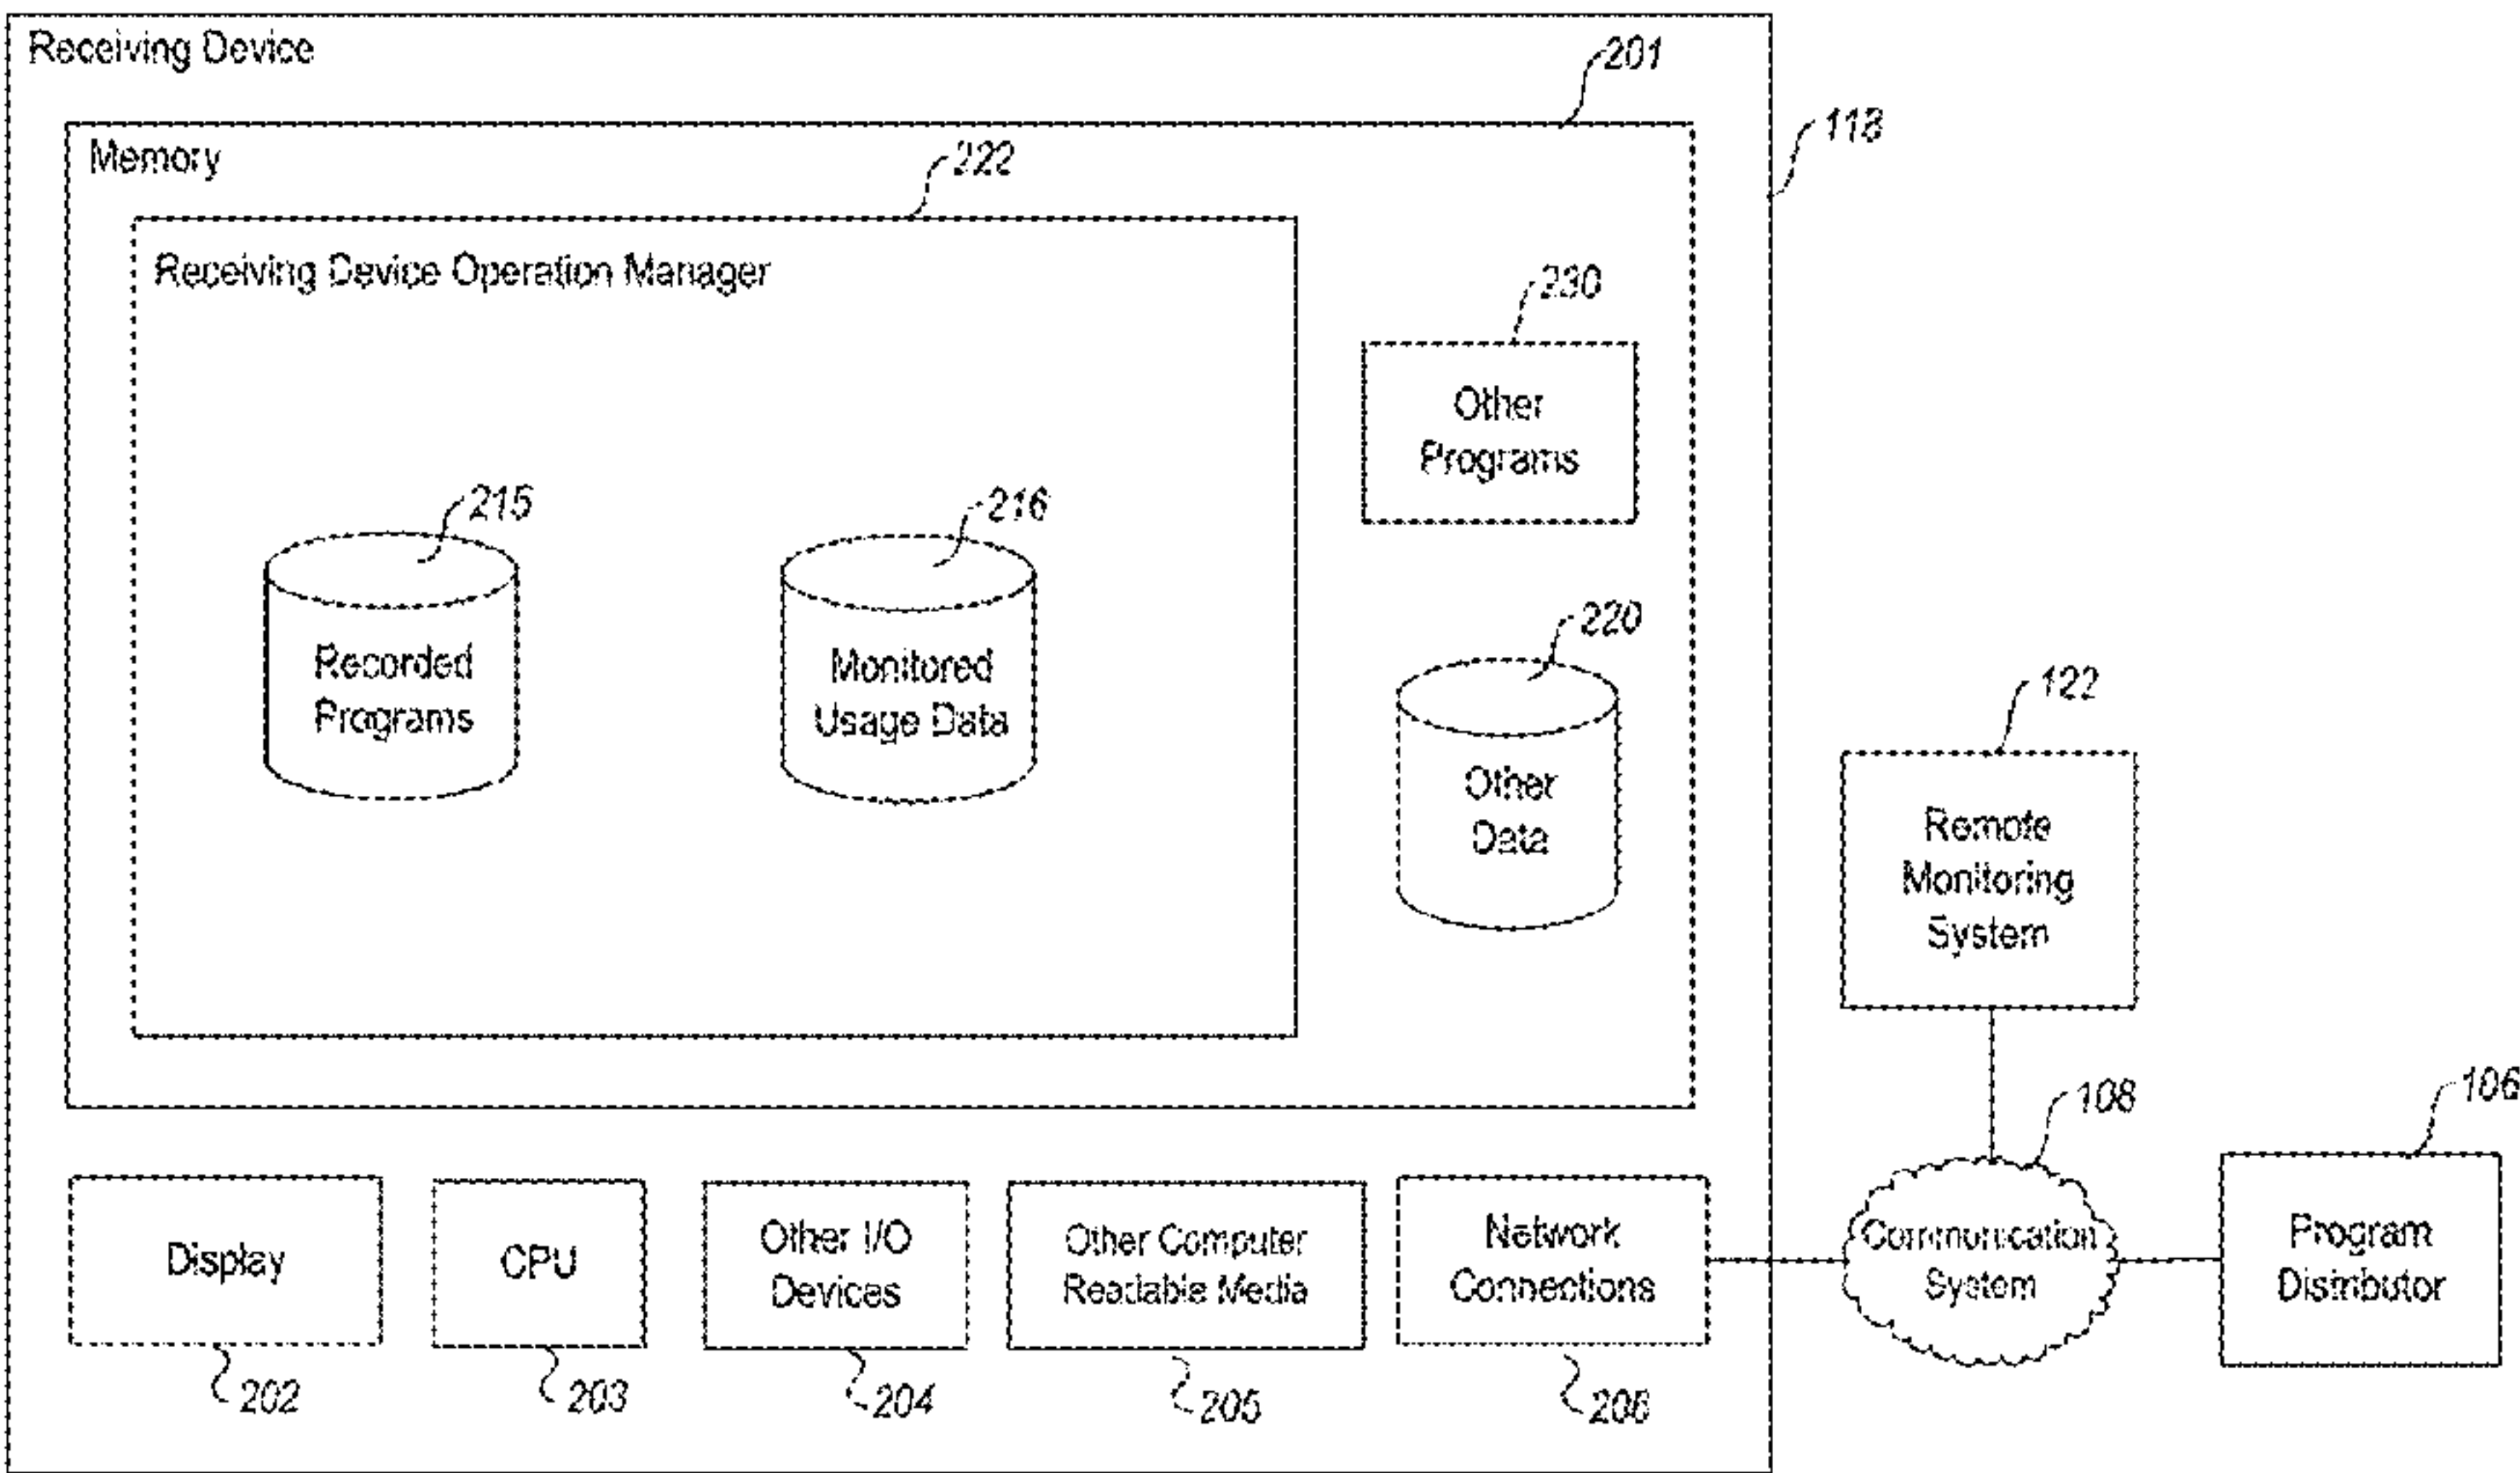 Receiving Device
201
118
Memory
222
Receiving Device Operation Manager
230
Other
Programs
215
216
Recorded
Programs
Monitored
Usage Data
220
Other
Data
122
Remote
Monitoring
System
108
106
Display
CPU
Other I/O
Devices
Other Computer
Readable Media
Network
Connections
Communication
System
Program
Distributor
202
203
204
205
206